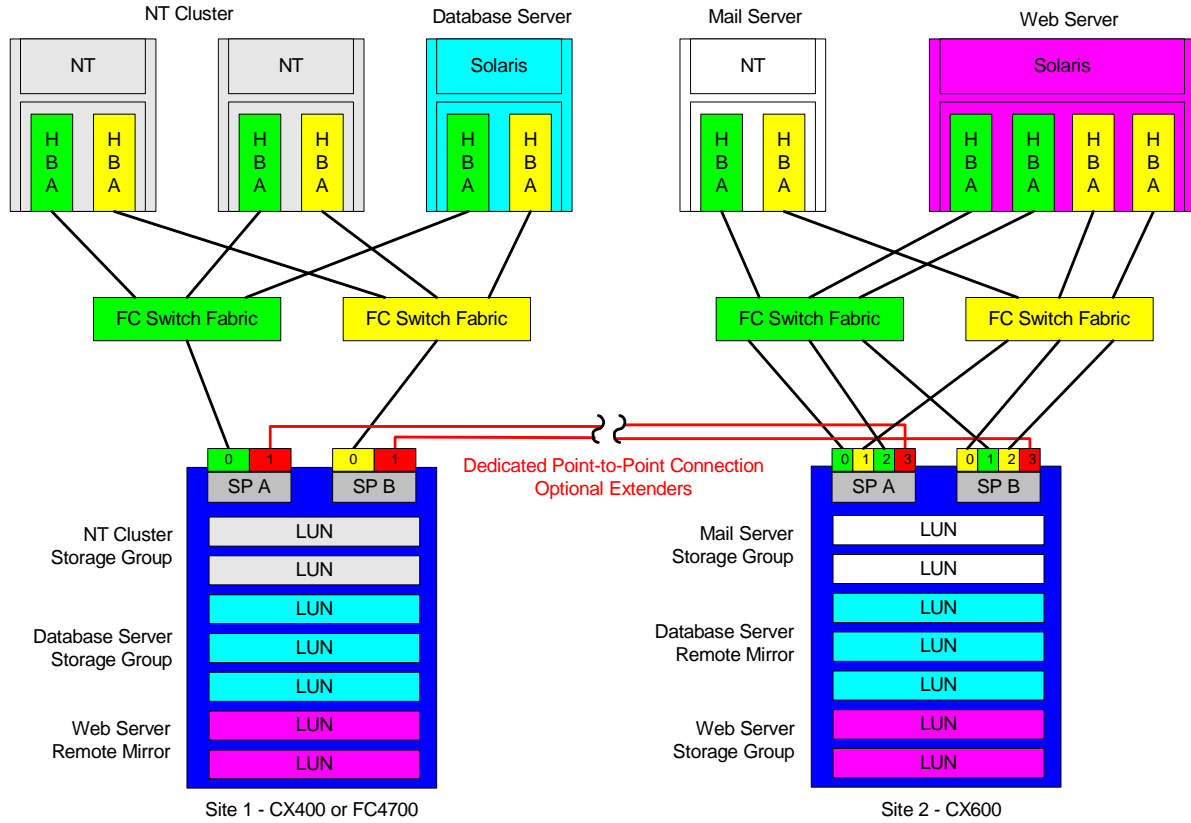 NT Cluster
Database Server
Mail Server
Web Server
NT
NT
Solaris
NT
Solaris
H
B
A
H
B
A
H
B
A
H
B
A
H
B
A
H
B
A
H
B
A
H
B
A
H
B
A
H
B
A
H
B
A
H
B
A
FC Switch Fabric
FC Switch Fabric
FC Switch Fabric
FC Switch Fabric
0 1
0 1
0 1 2 3
0 1 2 3
Dedicated Point-to-Point Connection
Optional Extenders
SP A
SP B
SP A
SP B
NT Cluster
Storage Group
LUN
LUN
Database Server
Storage Group
LUN
LUN
LUN
Web Server
Remote Mirror
LUN
LUN
Mail Server
Storage Group
LUN
LUN
Database Server
Remote Mirror
LUN
LUN
LUN
Web Server
Storage Group
LUN
LUN
Site 1 - CX400 or FC4700
Site 2 - CX600